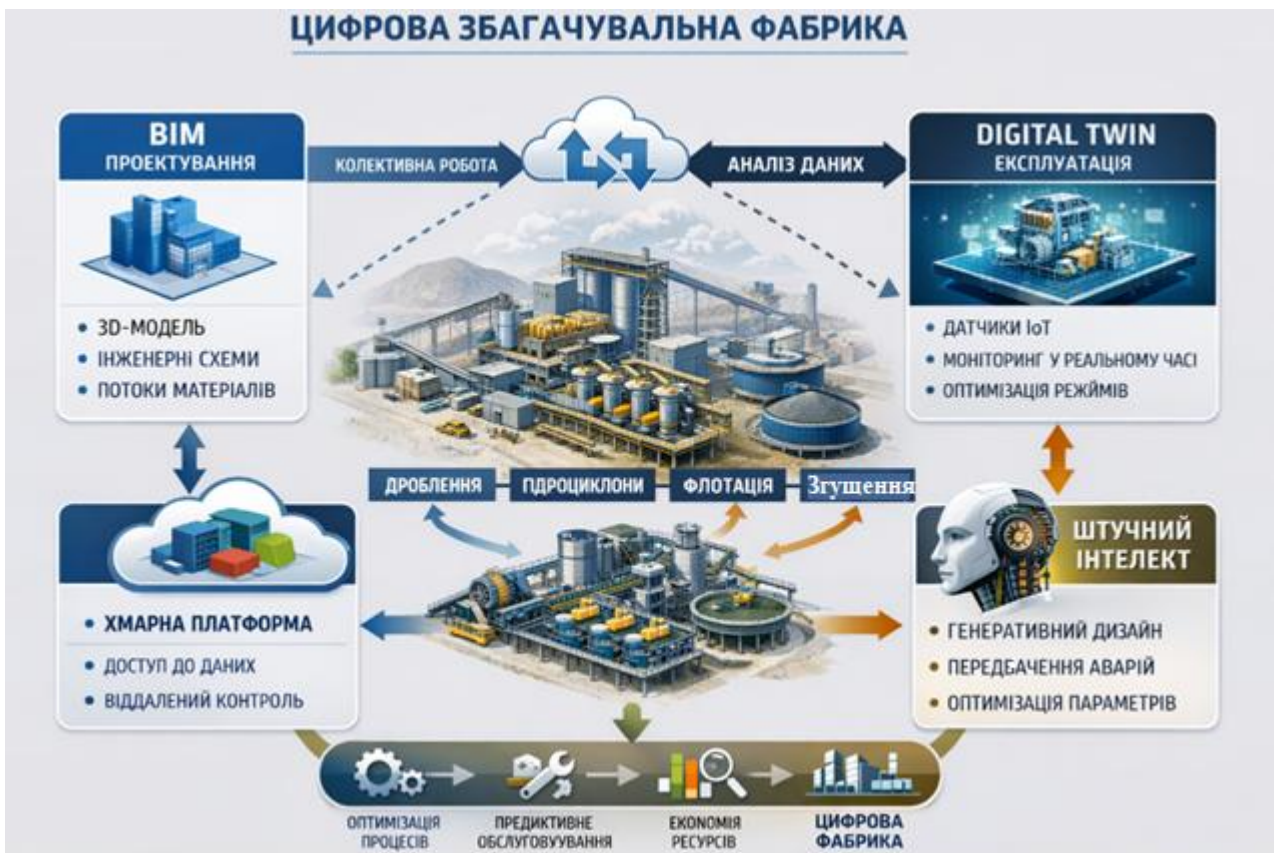 ЦИФРОВА ЗБАГАЧУВАЛЬНА ФАБРИКА
BIM
ПРОЕКТУВАННЯ
• 3D-МОДЕЛЬ
• ІНЖЕНЕРНІ СХЕМИ
• ПОТОКИ МАТЕРІАЛІВ
КОЛЕКТИВНА РОБОТА
АНАЛІЗ ДАНИХ
DIGITAL TWIN
ЕКСПЛУАТАЦІЯ
• ДАТЧИКИ IoT
• МОНІТОРИНГ У РЕАЛЬНОМУ ЧАСІ
• ОПТИМІЗАЦІЯ РЕЖЙМІВ
ДРОБЛЕННЯ
ГІДРОЦИКЛОНИ
ФЛОТАЦІЯ
Згущення
• ХМАРНА ПЛАТФОРМА
• ДОСТУП ДО ДАНИХ
• ВІДДАЛЕНИЙ КОНТРОЛЬ
ШТУЧНИЙ
ІНТЕЛЕКТ
• ГЕНЕРАТИВНИЙ ДИЗАЙН
• ПЕРЕДБАЧЕННЯ АВАРІЙ
• ОПТИМІЗАЦІЯ ПАРАМЕТРІВ
ОПТИМІЗАЦІЯ
ПРОЦЕСІВ
ПРЕДИКТИВНЕ
ОБСЛУГОВУУВАННЯ
ЕКОНОМІЯ
РЕСУРСІВ
ЦИФРОВА
ФАБРИКА